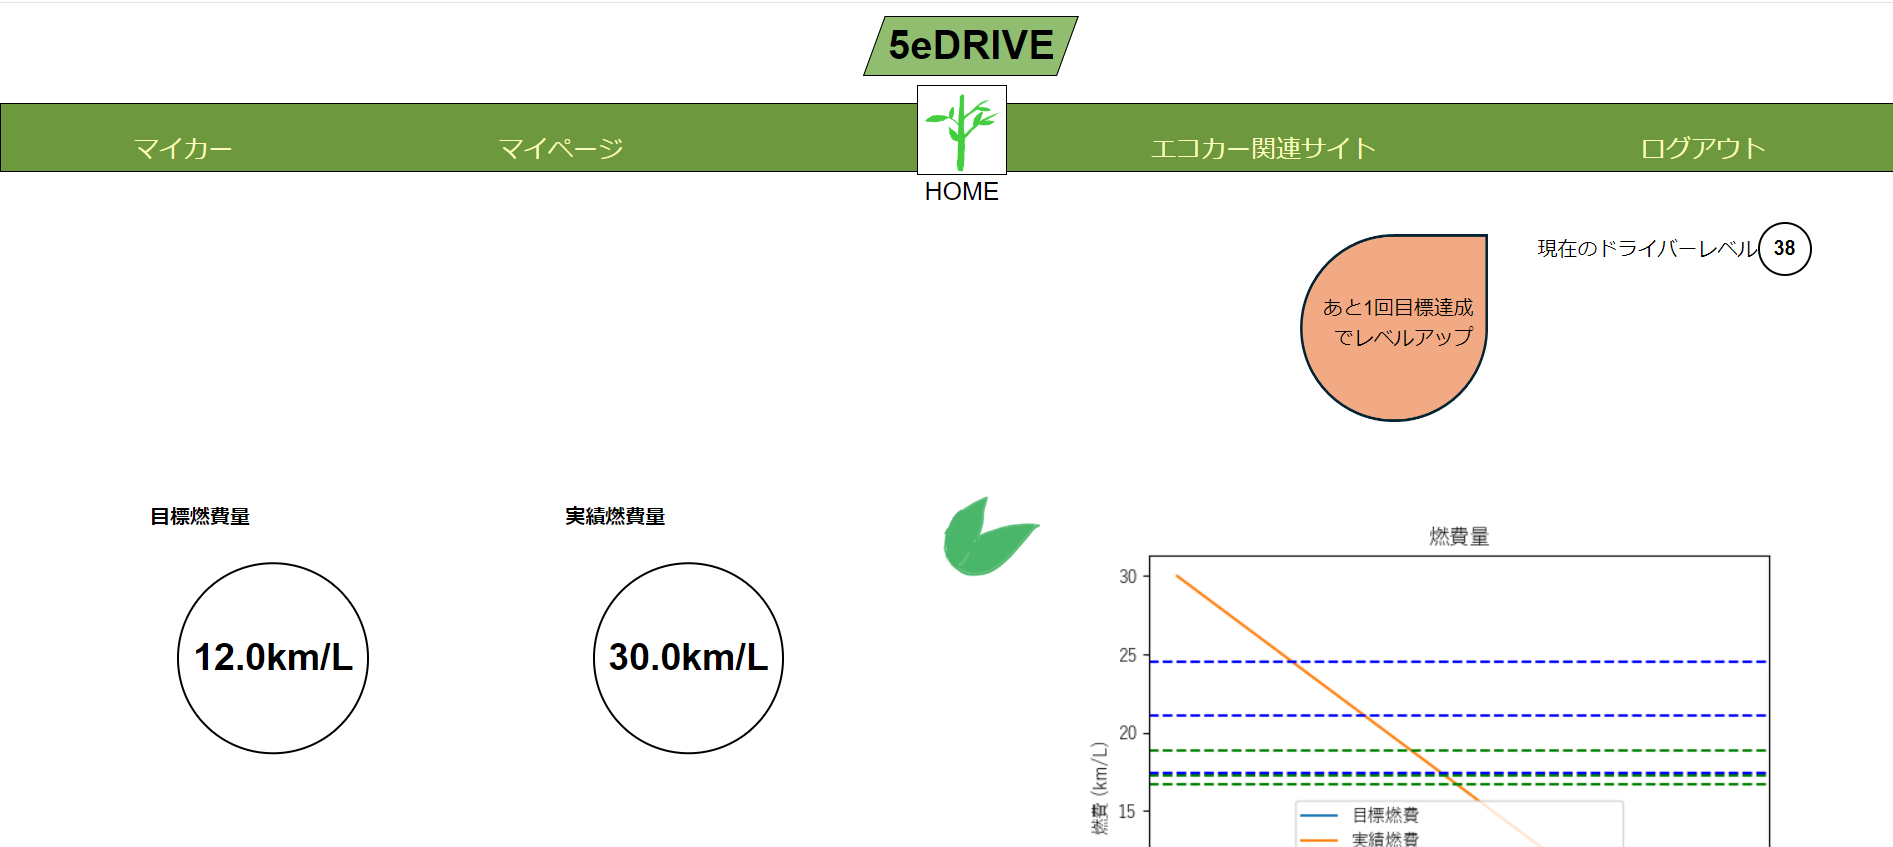 5eDRIVE
マイカー
マイページ
HOME
エコカー関連サイト
ログアウト
現在のドライバーレベル 38
あと1回目標達成
でレベルアップ
目標燃費量
12.0km/L
実績燃費量
30.0km/L
燃費量
30
25
20
15
燃費 (km/L)
目標燃費
実績燃費